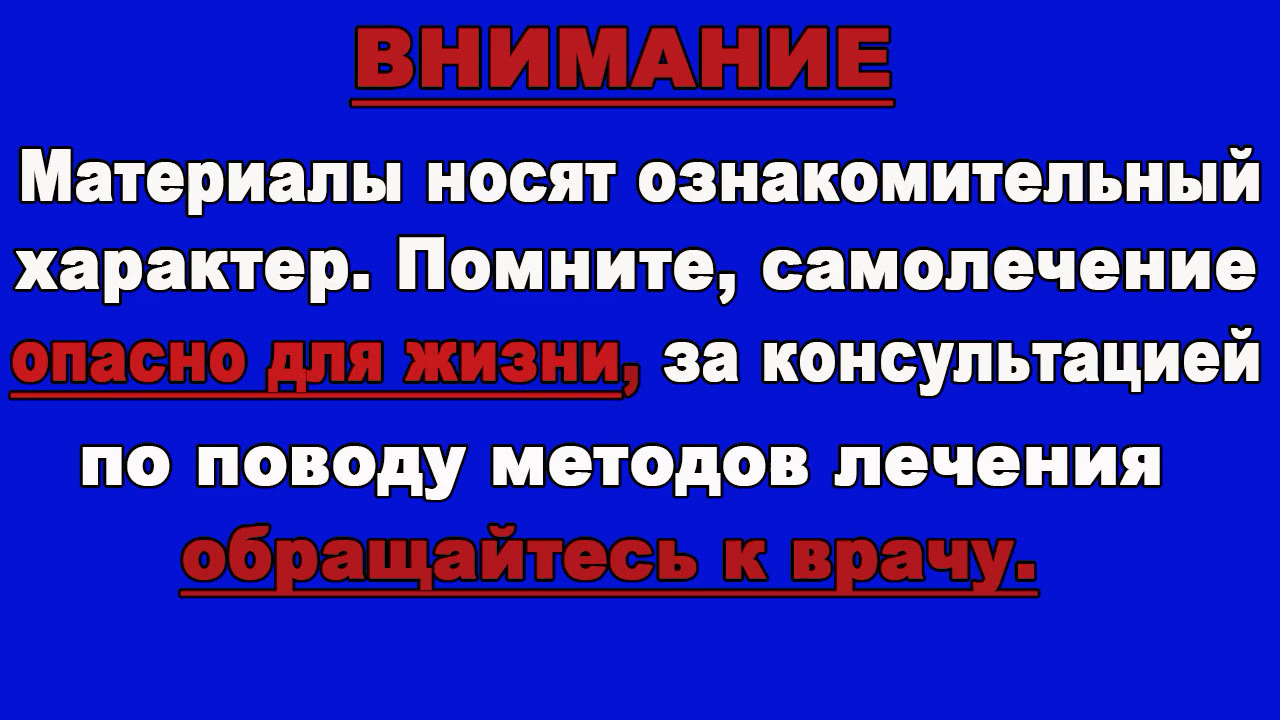 ВНИМАНИЕ
Материалы носят ознакомительный
характер. Помните, самолечение
опасно для жизни, за консультацией
по поводу методов лечения
обращайтесь к врачу.